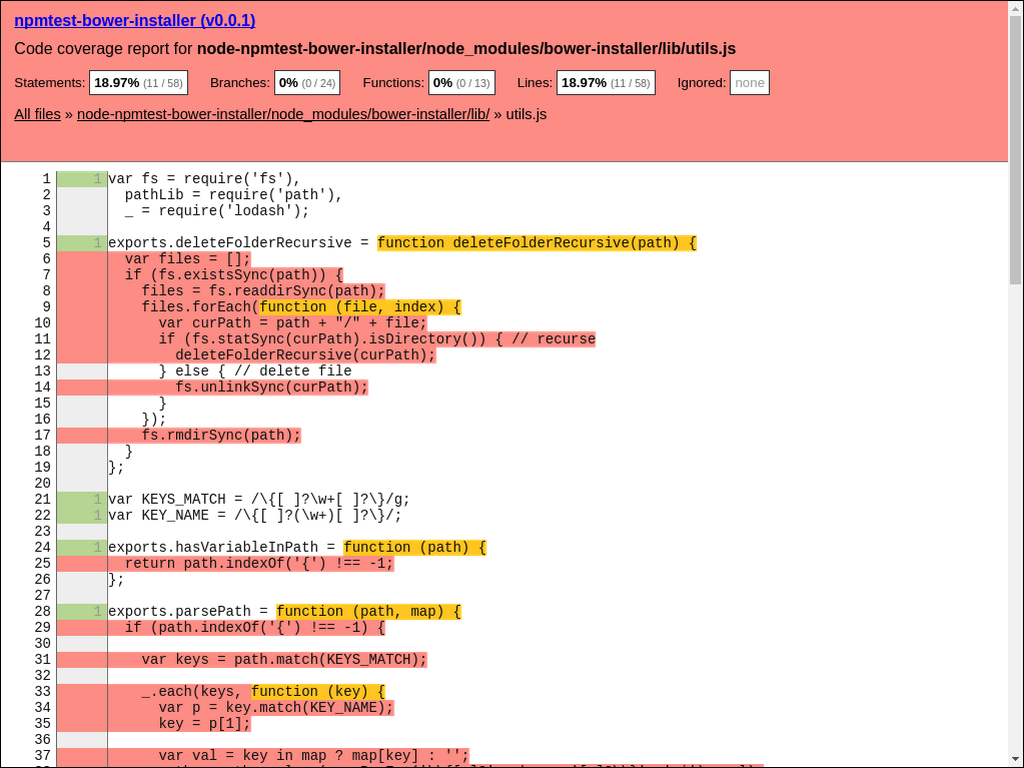 npmtest-bower-installer (v0.0.1)
Code coverage report for node-npmtest-bower-installer/node_modules/bower-installer/lib/utils.js
Statements: 18.97% (11 / 58) Branches: 0% (0 / 24) Functions: 0% (0 / 13) Lines: 18.97% (11 / 58) Ignored: none
All files » node-npmtest-bower-installer/node_modules/bower-installer/lib/ » utils.js
1 1 var fs = require('fs'),
2 pathLib = require('path'),
3 _ = require('lodash');
4
5 1 exports.deleteFolderRecursive = function deleteFolderRecursive(path) {
6 var files = [];
7 if (fs.existsSync(path)) {
8 files = fs.readdirSync(path);
9 files.forEach(function (file, index) {
10 var curPath = path + "/" + file;
11 if (fs.statSync(curPath).isDirectory()) { // recurse
12 deleteFolderRecursive(curPath);
13 } else { // delete file
14 fs.unlinkSync(curPath);
15 }
16 });
17 fs.rmdirSync(path);
18 }
19 };
20
21 1 var KEYS_MATCH = /\{[ ]?\w+[ ]?\}/g;
22 1 var KEY_NAME = /\{[ ]?(\w+)[ ]?\}/;
23
24 1 exports.hasVariableInPath = function (path) {
25 return path.indexOf('{') !== -1;
26 };
27
28 1 exports.parsePath = function (path, map) {
29 if (path.indexOf('{') !== -1) {
30
31 var keys = path.match(KEYS_MATCH);
32
33 _.each(keys, function (key) {
34 var p = key.match(KEY_NAME);
35 key = p[1];
36
37 var val = key in map ? map[key] : '';